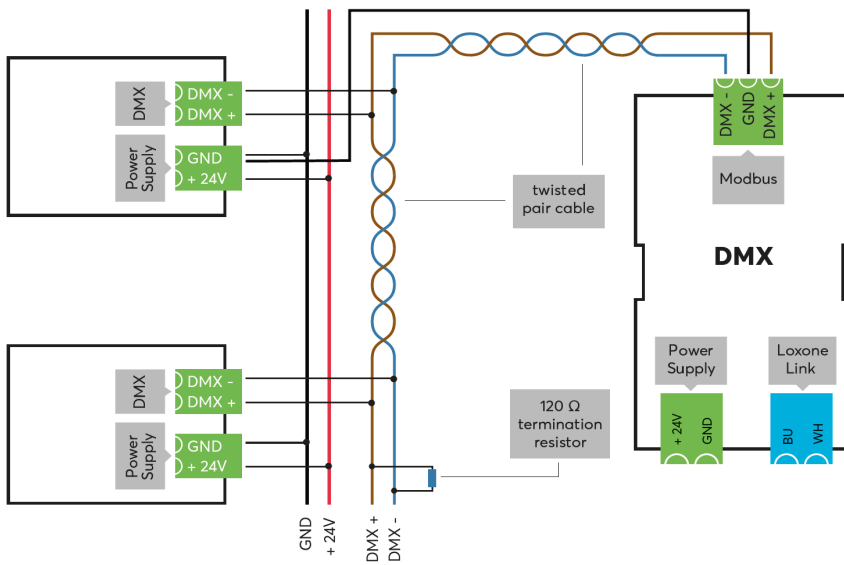 DMX
DMX -
DMX +
Power
Supply
GND
+ 24V
twisted
pair cable
DMX -
GND
DMX +
Modbus
DMX
Power
Supply
Loxone
Link
+ 24V
GND
BU
WH
DMX
DMX -
DMX +
Power
Supply
GND
+ 24V
120 Ω
termination
resistor
GND
+ 24V
DMX +
DMX -